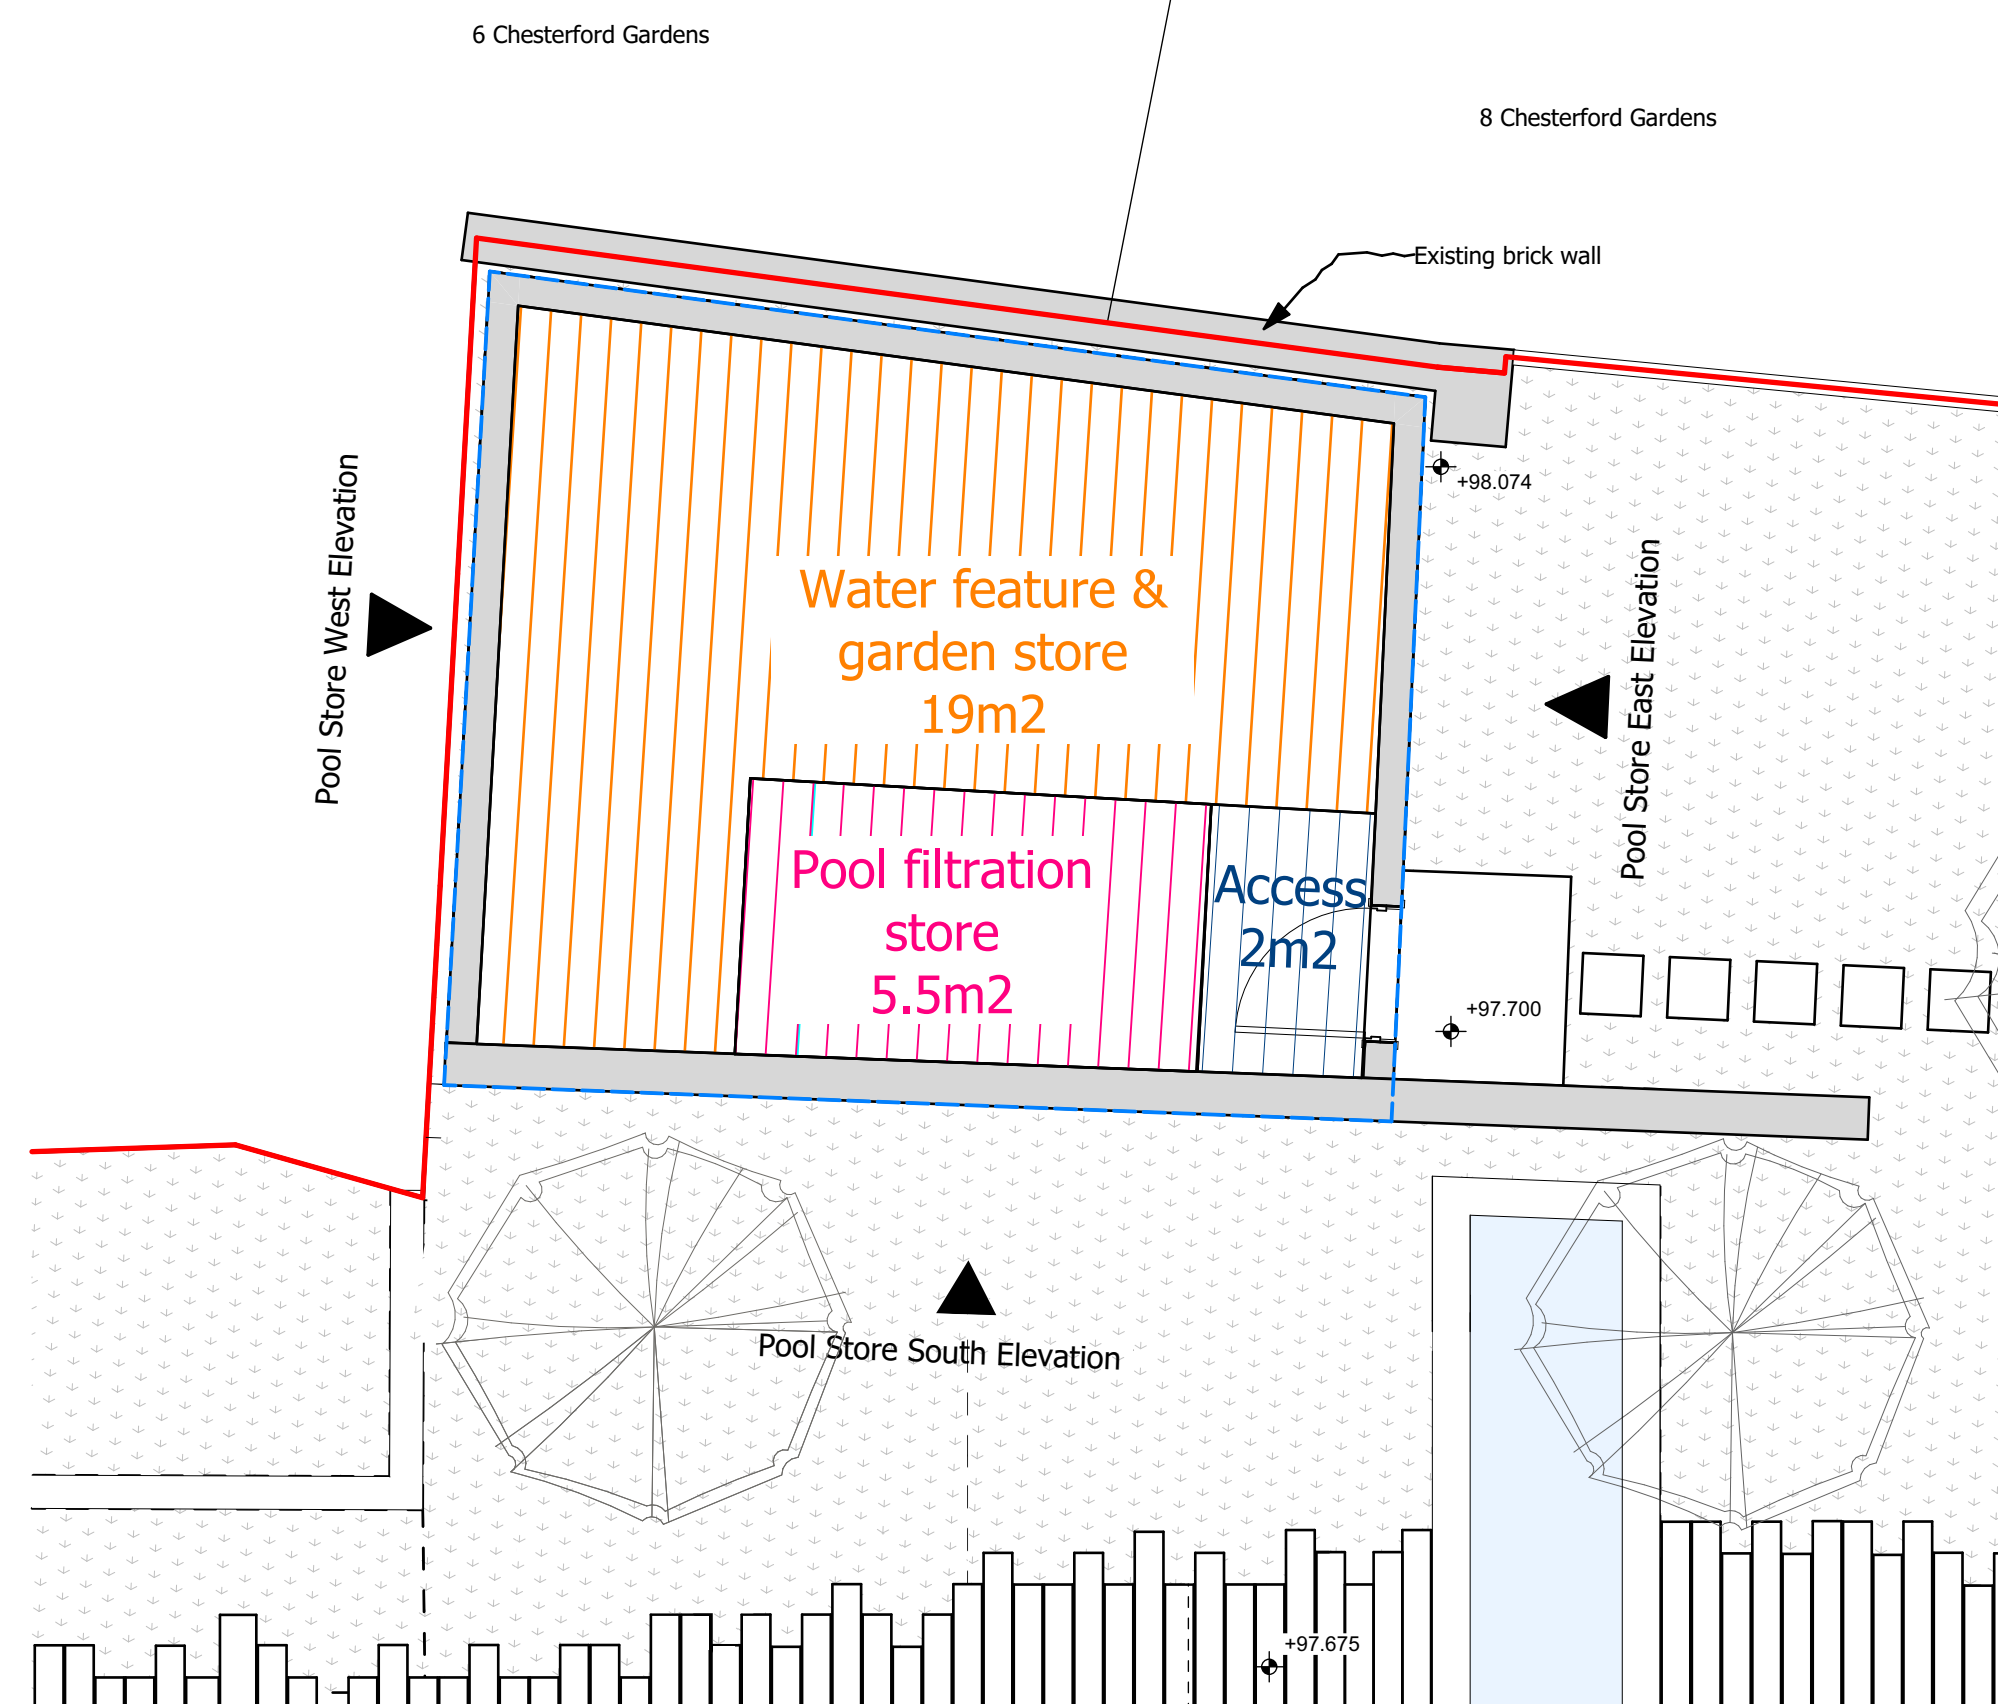 6 Chesterford Gardens
8 Chesterford Gardens
Existing brick wall
+98.074
Pool Store West Elevation
Water feature &
garden store
19m2
Pool Store East Elevation
Pool filtration
store
5.5m2
Access
2m2
+97.700
Pool Store South Elevation
+97.675